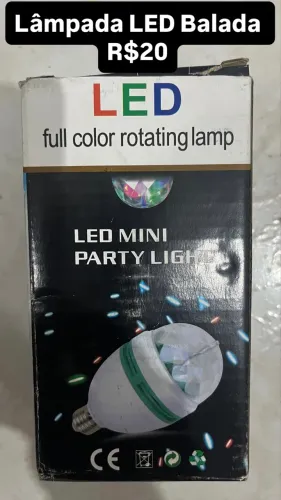 Lâmpada LED Balada
R$20
LED
full color rotating lamp
LED MINI
PARTY LIGHT
CE